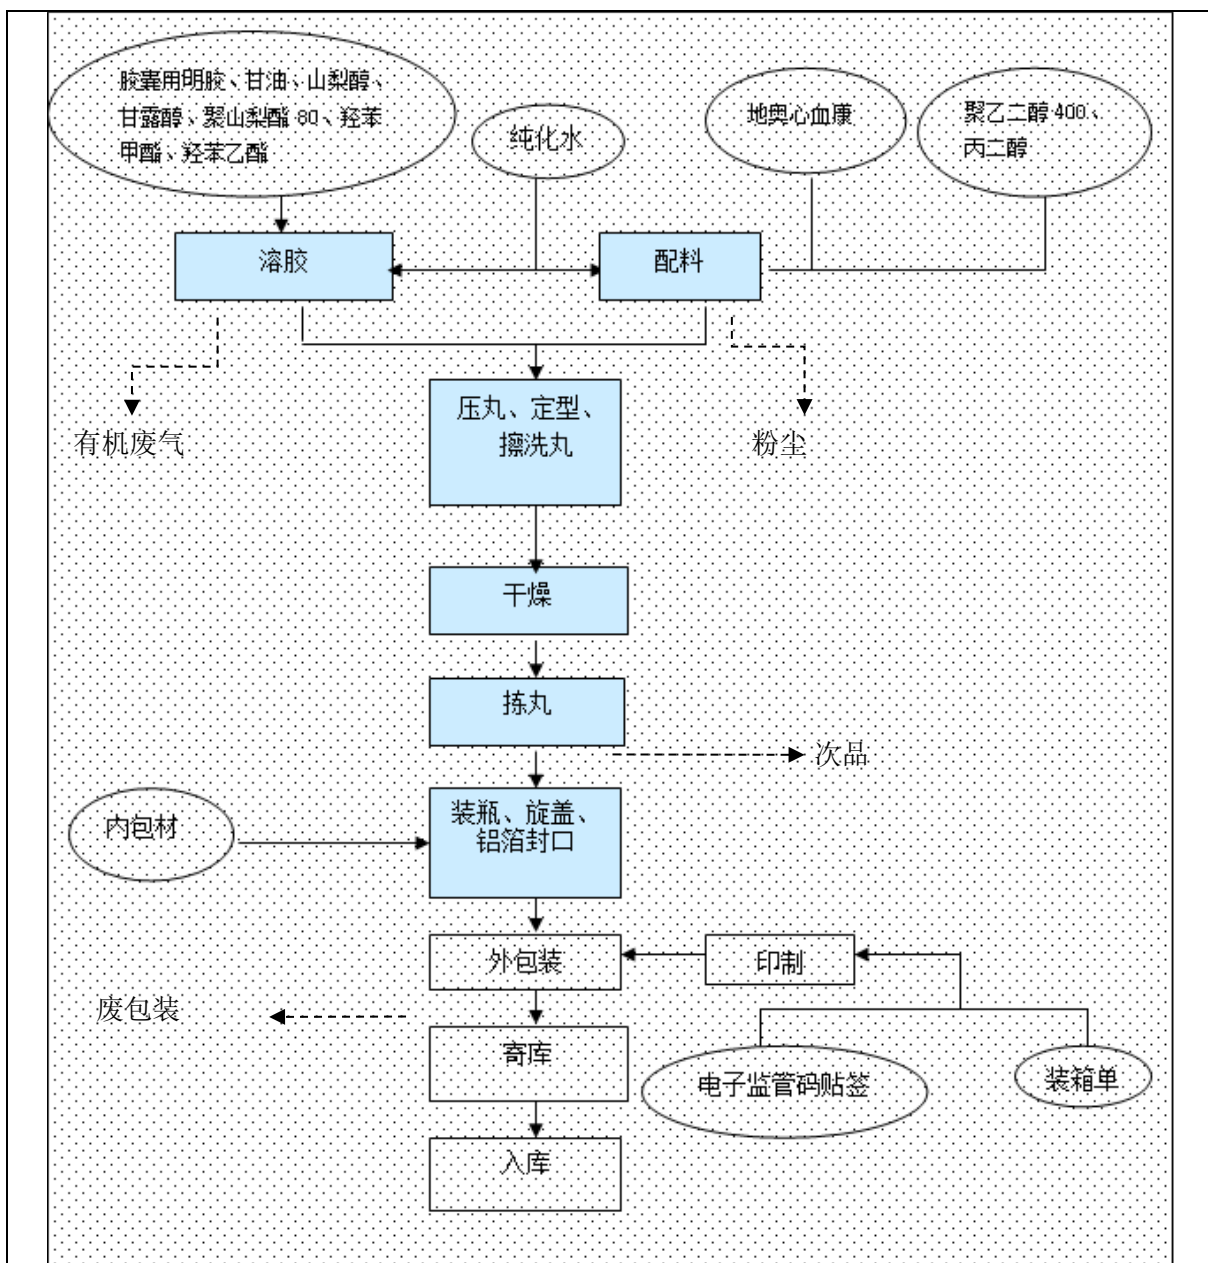 胶囊用明胶、甘油、山梨醇、
甘露醇、聚山梨酯80、羟苯
甲酯、羟苯乙酯
纯化水
地奥心血康
聚乙二醇400、
丙二醇
溶胶
配料
压丸、定型、
擦洗丸
有机废气
粉尘
干燥
拣丸
次品
内包材
装瓶、旋盖、
铝箔封口
外包装
印制
废包装
寄库
电子监管码贴签
装箱单
入库